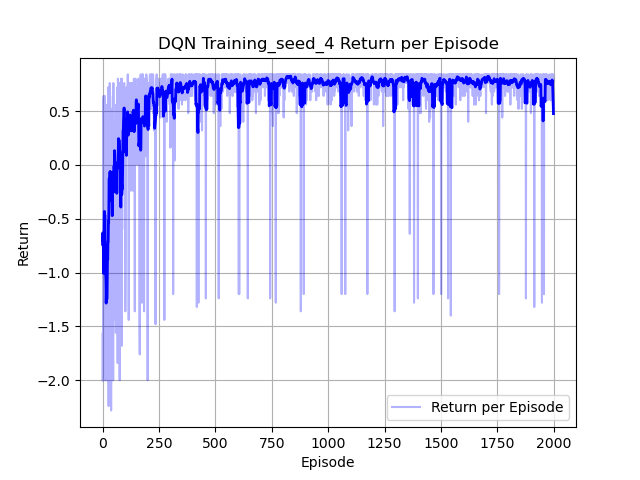 DQN Training_seed_4 Return per Episode
Return
0.5
0.0
−0.5
−1.0
−1.5
−2.0
Return per Episode
0 250 500 750 1000 1250 1500 1750 2000
Episode